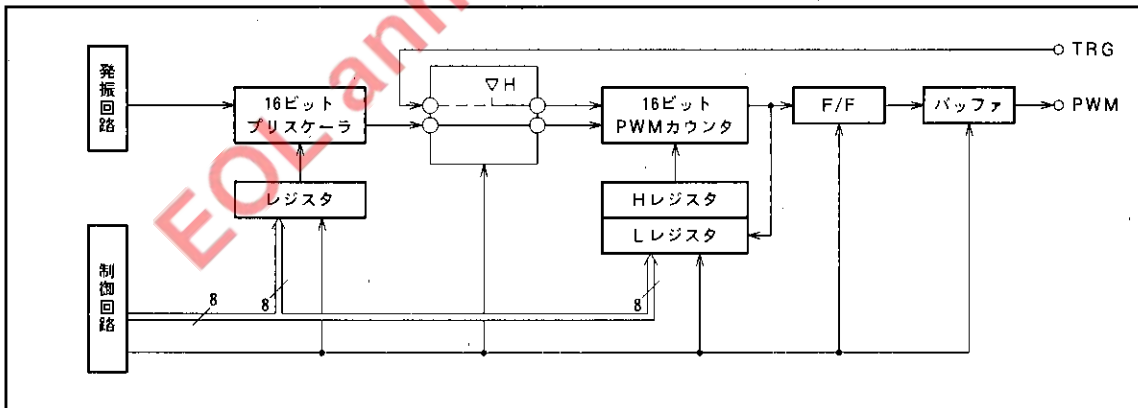 発振回路
16ビット
プリスケーラ
▽H
16ビット
PWMカウンタ
F/F
バッファ
TRG
PWM
レジスタ
Hレジスタ
Lレジスタ
制御回路
8
8
8
EOL ann